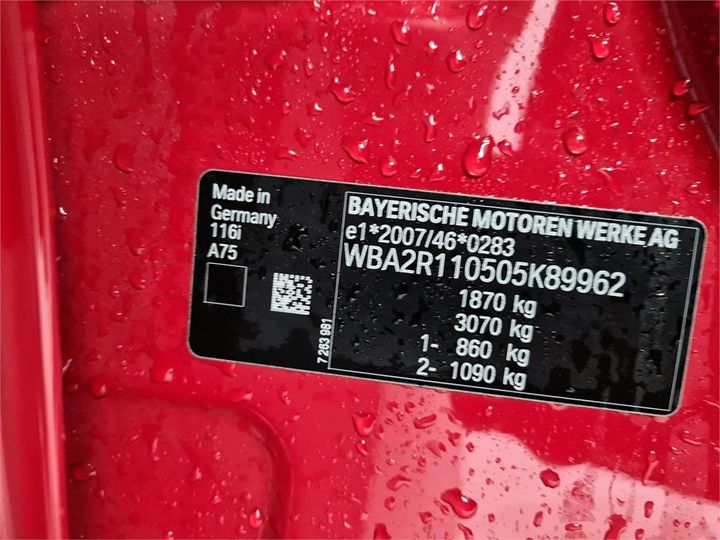 Made in
Germany
116i
A75
7 263 981
BAYERISCHE MOTOREN WERKE AG
e1*2007/46*0283
WBA2R110505K89962
1870 kg
3070 kg
1- 860 kg
2- 1090 kg